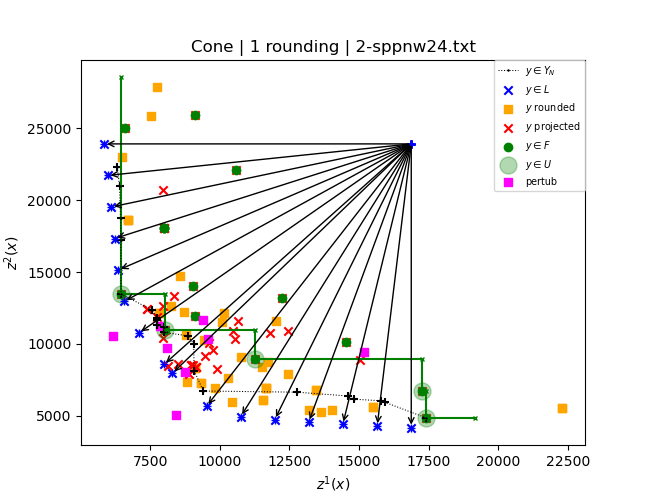 Cone | 1 rounding | 2-sppnw24.txt
y ∈ Y_N
y ∈ L
y rounded
y projected
y ∈ F
y ∈ U
pertub
25000
20000
15000
10000
5000
z²(x)
7500 10000 12500 15000 17500 20000 22500
z¹(x)